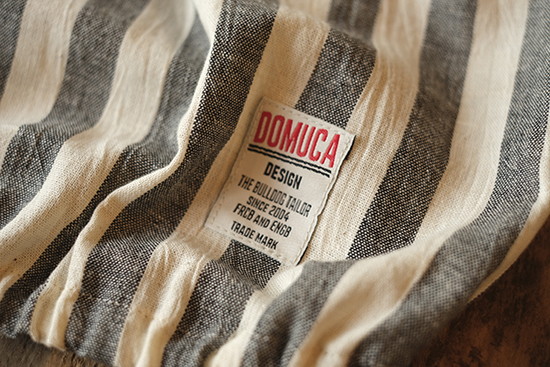 DOMUCA
DESIGN
THE BULLDOG TAILOR
SINCE 2004
FRCB AND ENGB
TRADE MARK